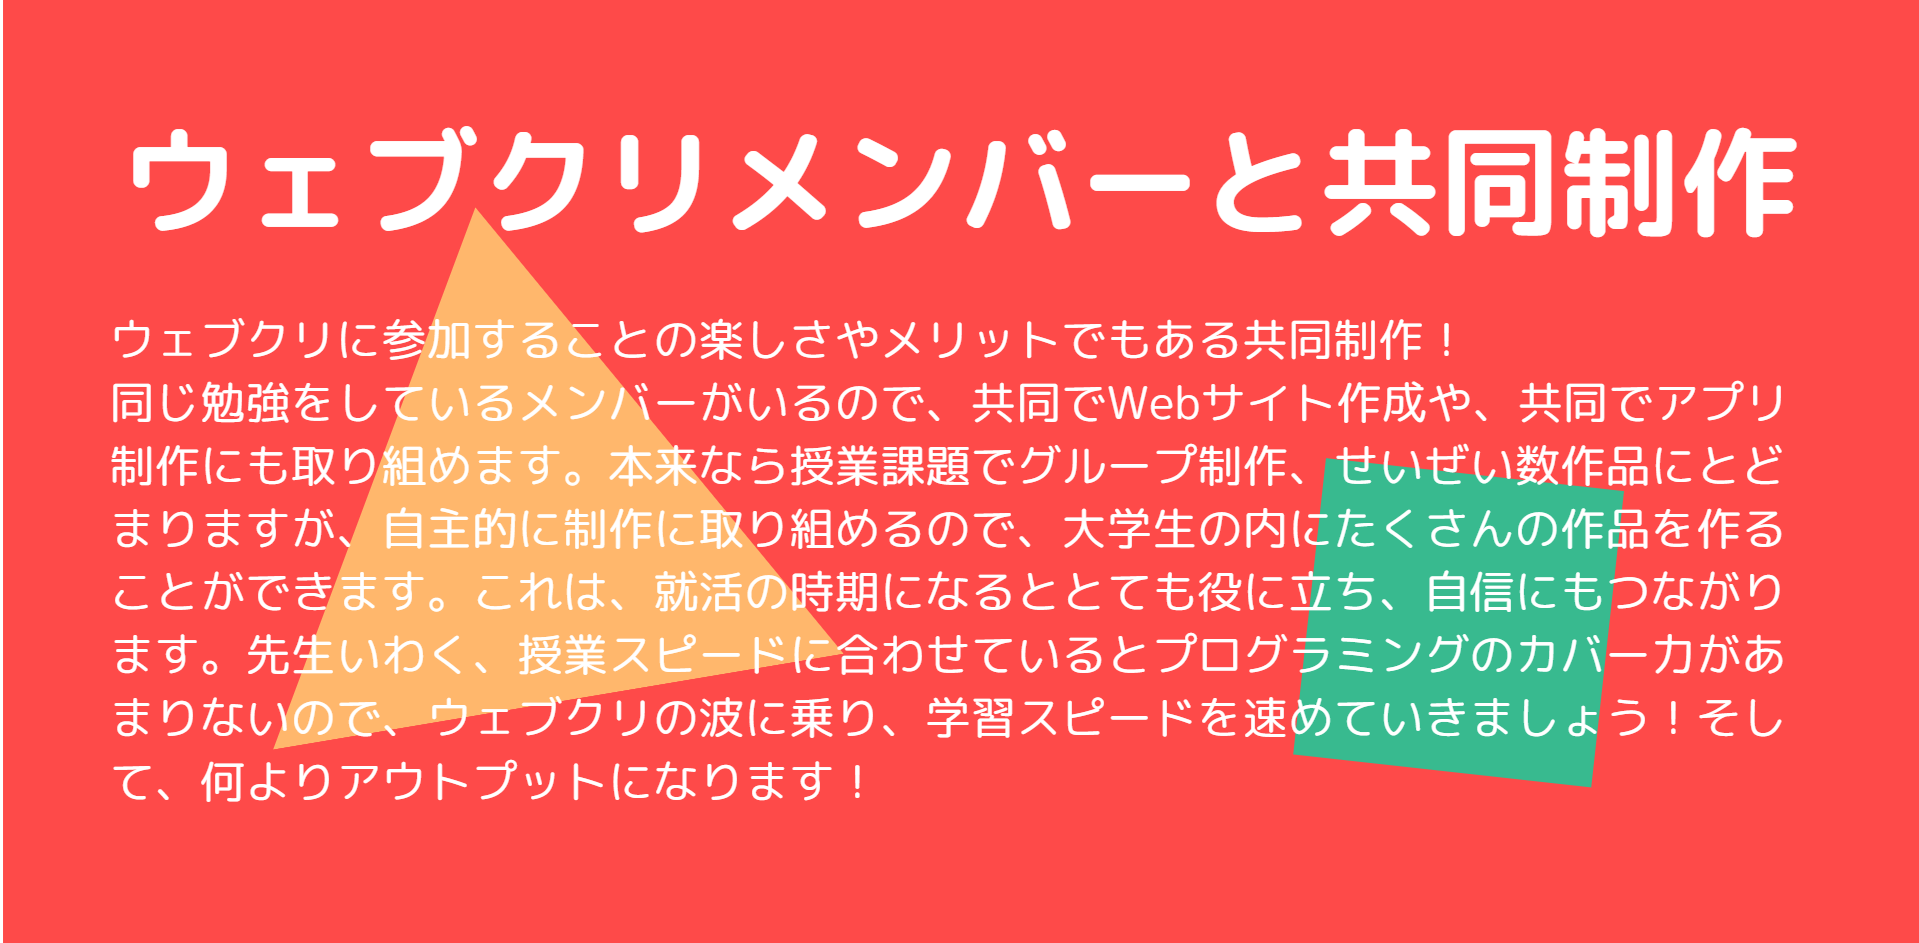 ウェブクリメンバーと共同制作
ウェブクリに参加することの楽しさやメリットでもある共同制作！
同じ勉強をしているメンバーがいるので、共同でWebサイト作成や、共同でアプリ
制作にも取り組めます。本来なら授業課題でグループ制作、せいぜい数作品にとど
まりますが、自主的に制作に取り組めるので、大学生の内にたくさんの作品を作る
ことができます。これは、就活の時期になるととても役に立ち、自信にもつながり
ます。先生いわく、授業スピードに合わせているとプログラミングのカバー力があ
まりないので、ウェブクリの波に乗り、学習スピードを速めていきましょう！そし
て、何よりアウトプットになります！